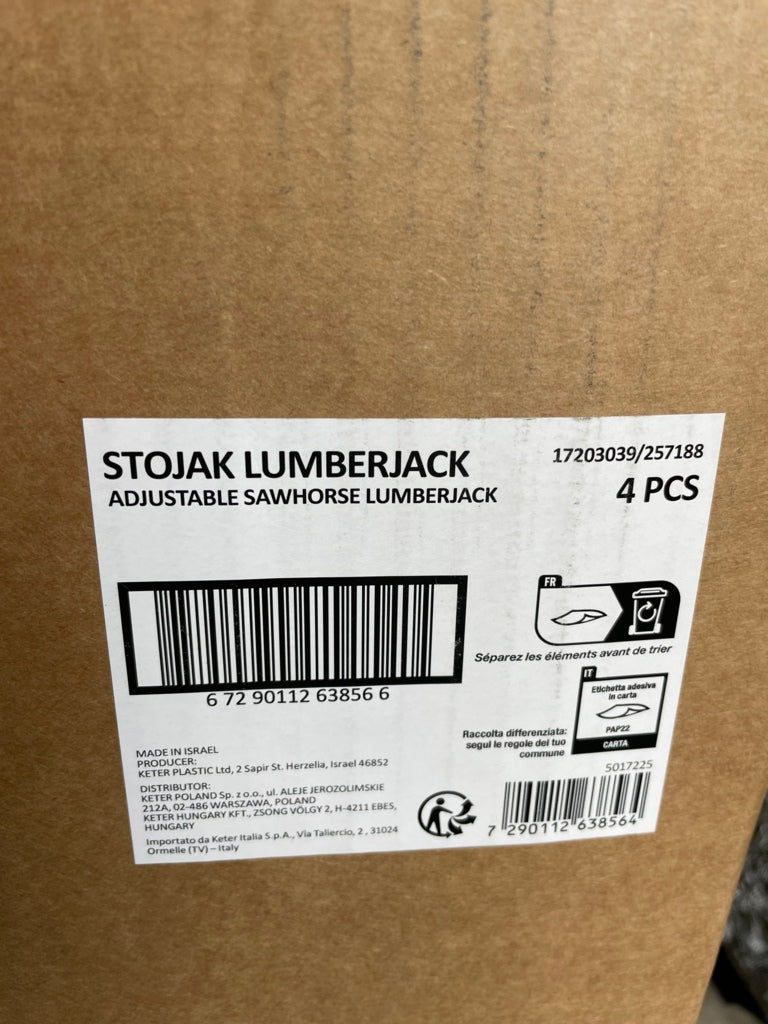 STOJAK LUMBERJACK
17203039/257188
ADJUSTABLE SAWHORSE LUMBERJACK
4 PCS
6 72 90112 63856 6
FR
Séparez les éléments avant de trier
IT
Etichetta adesiva
in carta
PAP22
CARTA
Raccolta differenziata:
segui le regole del tuo
commune
MADE IN ISRAEL
PRODUCER:
KETER PLASTIC Ltd, 2 Sapir St. Herzelia, Israel 46852
DISTRIBUTOR:
KETER POLAND Sp. z o.o., ul. ALEJE JEROZOLIMSKIE
212A, 02-486 WARSZAWA, POLAND
KETER HUNGARY KFT., ZSONG VÖLGY 2, H-4211 EBES,
HUNGARY
Importato da Keter Italia S.p.A., Via Taliercio, 2 , 31024
Ormelle (TV) – Italy
5017225
7 290112 638564